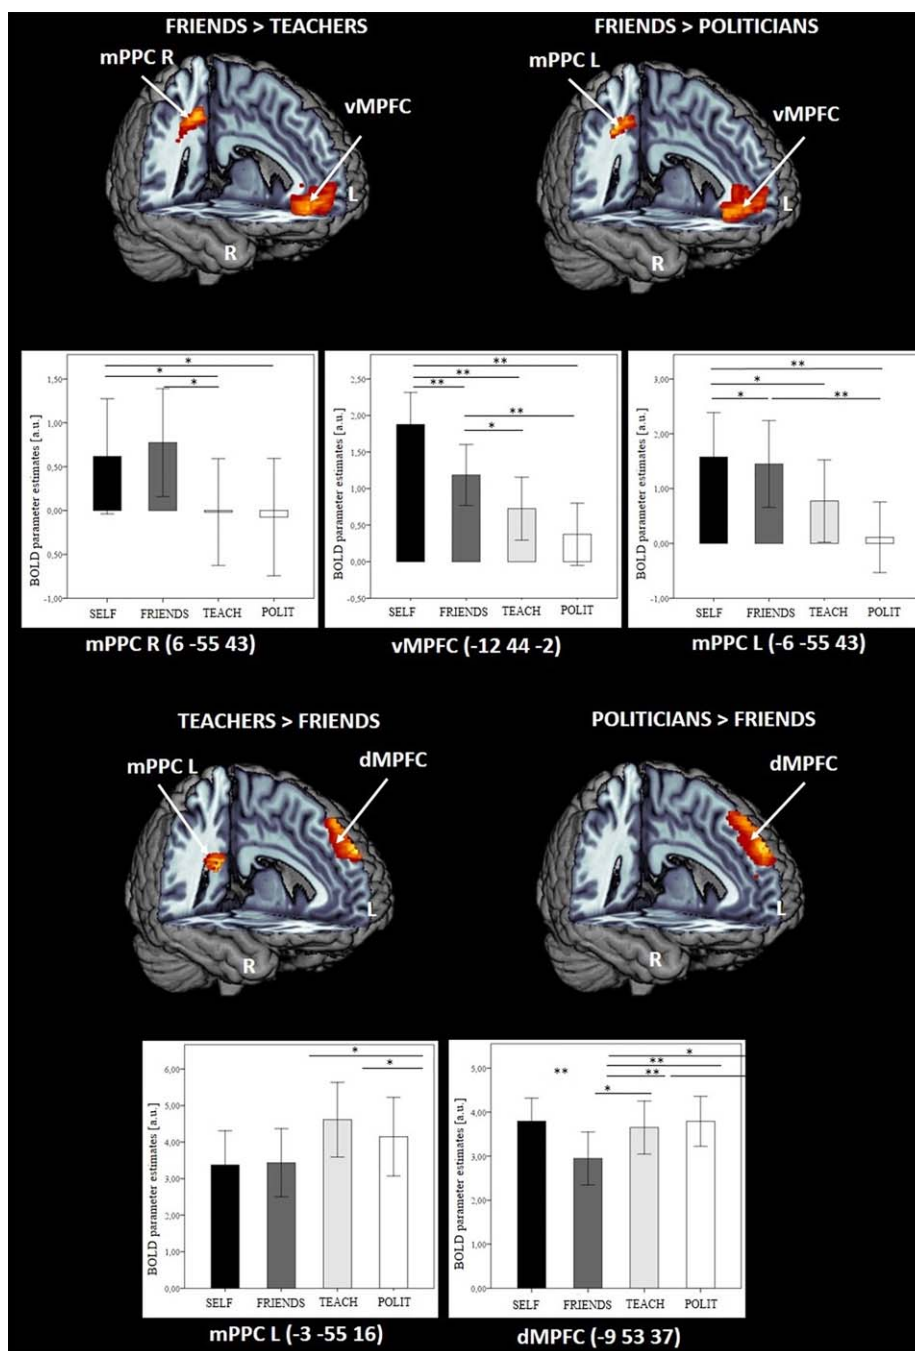 FRIENDS > TEACHERS
FRIENDS > POLITICIANS
mPPC R
vMPFC
L
R
mPPC L
vMPFC
L
R
BOLD parameter estimates [a.u.]
1,50
1,00
0,50
0,00
0,50
-1,00
*
*
*
SELF FRIENDS TEACH POLIT
mPPC R (6 -55 43)
BOLD parameter estimates [a.u.]
2,50
2,00
1,50
1,00
0,50
0,00
-0,50
**
**
**
**
*
SELF FRIENDS TEACH POLIT
vMPFC (-12 44 -2)
BOLD parameter estimates [a.u.]
3,00
2,00
1,00
0,00
-1,00
**
*
*
**
SELF FRIENDS TEACH POLIT
mPPC L (-6 -55 43)
TEACHERS > FRIENDS
POLITICIANS > FRIENDS
mPPC L
dMPFC
L
R
dMPFC
L
R
BOLD parameter estimates [a.u.]
6,00
5,00
4,00
3,00
2,00
1,00
0,00
*
*
SELF FRIENDS TEACH POLIT
mPPC L (-3 -55 16)
BOLD parameter estimates [a.u.]
5,00
4,00
3,00
2,00
1,00
0,00
*
**
** **
*
SELF FRIENDS TEACH POLIT
dMPFC (-9 53 37)